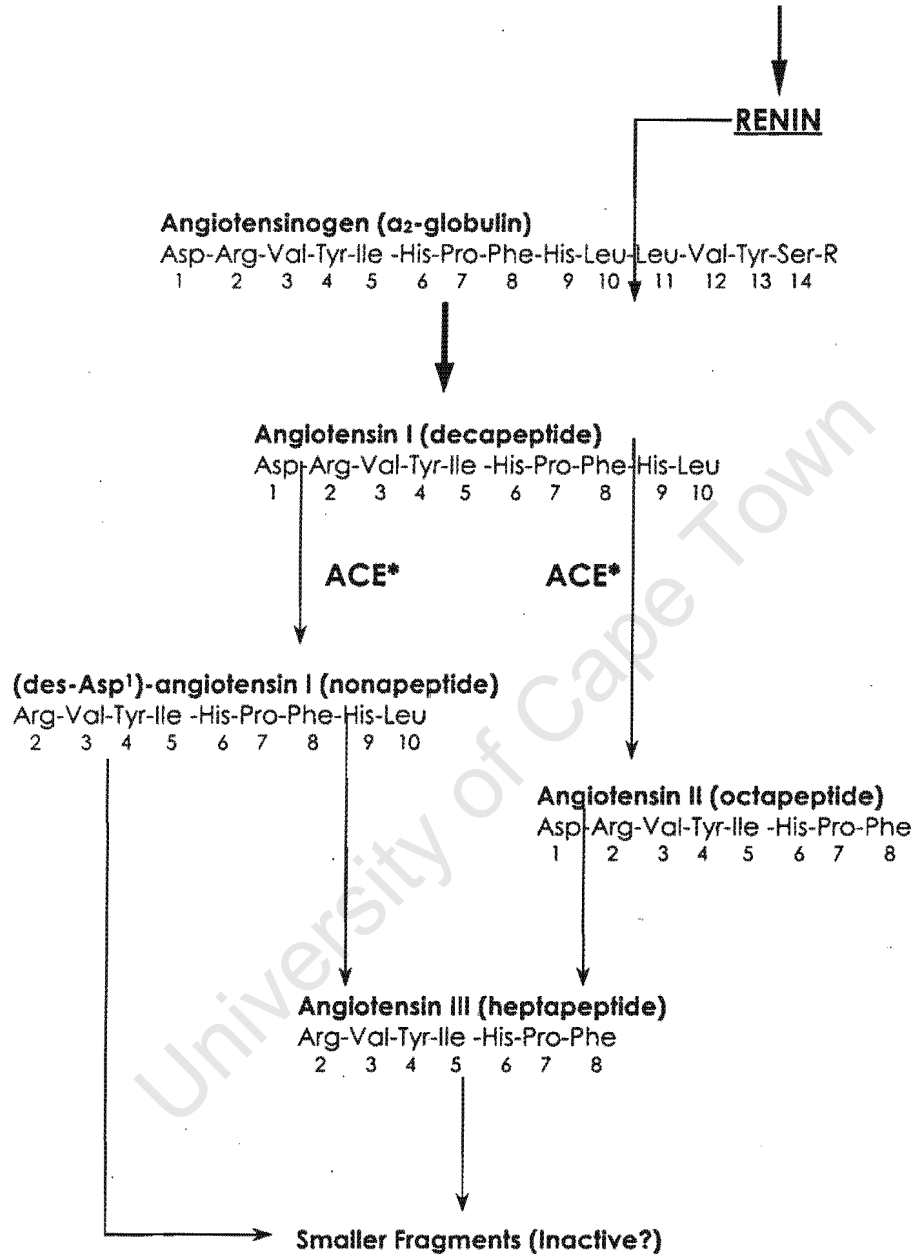 RENIN
Angiotensinogen (α₂-globulin)
Asp-Arg-Val-Tyr-Ile -His-Pro-Phe-His-Leu-Leu-Val-Tyr-Ser-R
1 2 3 4 5 6 7 8 9 10 11 12 13 14
Angiotensin I (decapeptide)
Asp-Arg-Val-Tyr-Ile -His-Pro-Phe-His-Leu
1 2 3 4 5 6 7 8 9 10
ACE* ACE*
(des-Asp¹)-angiotensin I (nonapeptide)
Arg-Val-Tyr-Ile -His-Pro-Phe-His-Leu
2 3 4 5 6 7 8 9 10
Angiotensin II (octapeptide)
Asp-Arg-Val-Tyr-Ile -His-Pro-Phe
1 2 3 4 5 6 7 8
Angiotensin III (heptapeptide)
Arg-Val-Tyr-Ile -His-Pro-Phe
2 3 4 5 6 7 8
Smaller Fragments (Inactive?)
University of Cape Town